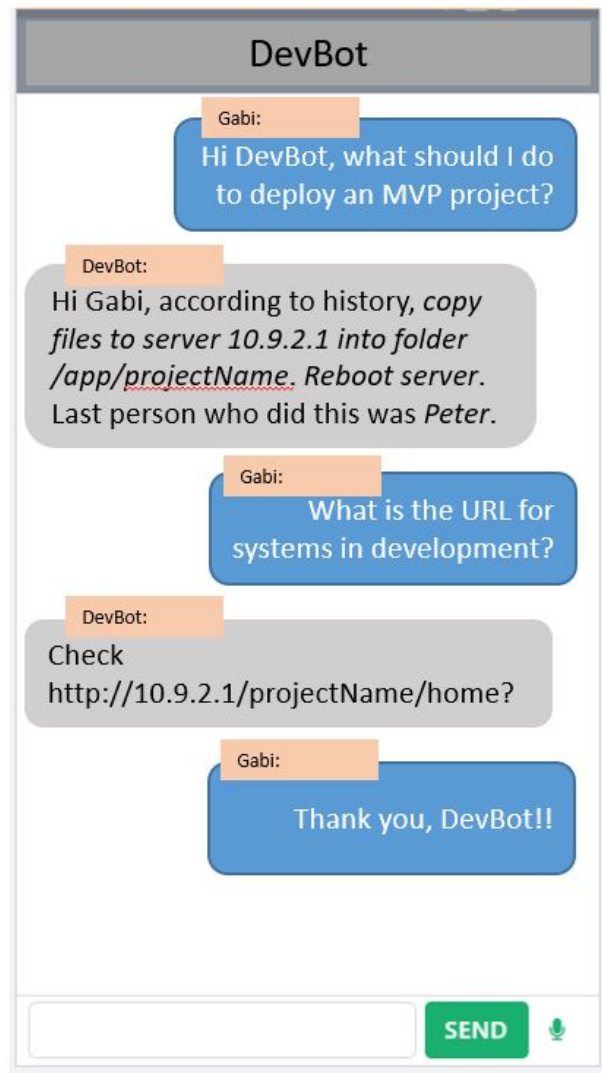 DevBot
Gabi:
Hi DevBot, what should I do
to deploy an MVP project?
DevBot:
Hi Gabi, according to history, copy
files to server 10.9.2.1 into folder
/app/projectName. Reboot server.
Last person who did this was Peter.
Gabi:
What is the URL for
systems in development?
DevBot:
Check
http://10.9.2.1/projectName/home?
Gabi:
Thank you, DevBot!!
SEND